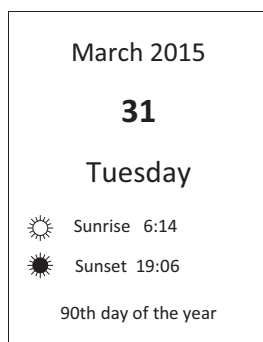 March 2015
31
Tuesday
Sunrise 6:14
Sunset 19:06
90th day of the year